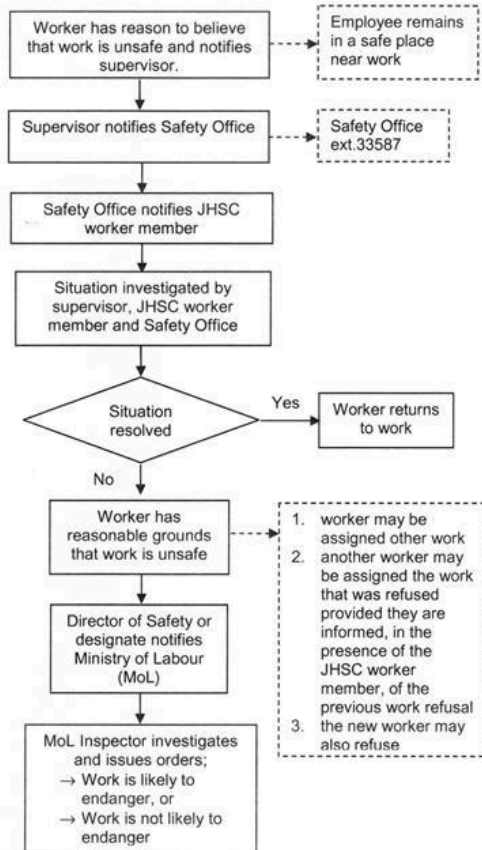 Worker has reason to believe
that work is unsafe and notifies
supervisor.
Employee remains
in a safe place
near work
Supervisor notifies Safety Office
Safety Office
ext.33587
Safety Office notifies JHSC
worker member
Situation investigated by
supervisor, JHSC worker
member and Safety Office
Situation
resolved
Yes
Worker returns
to work
No
Worker has
reasonable grounds
that work is unsafe
1. worker may be
assigned other work
2. another worker may
be assigned the work
that was refused
provided they are
informed, in the
presence of the
JHSC worker
member, of the
previous work refusal
3. the new worker may
also refuse
Director of Safety or
designate notifies
Ministry of Labour
(MoL)
MoL Inspector investigates
and issues orders;
→ Work is likely to
endanger, or
→ Work is not likely to
endanger